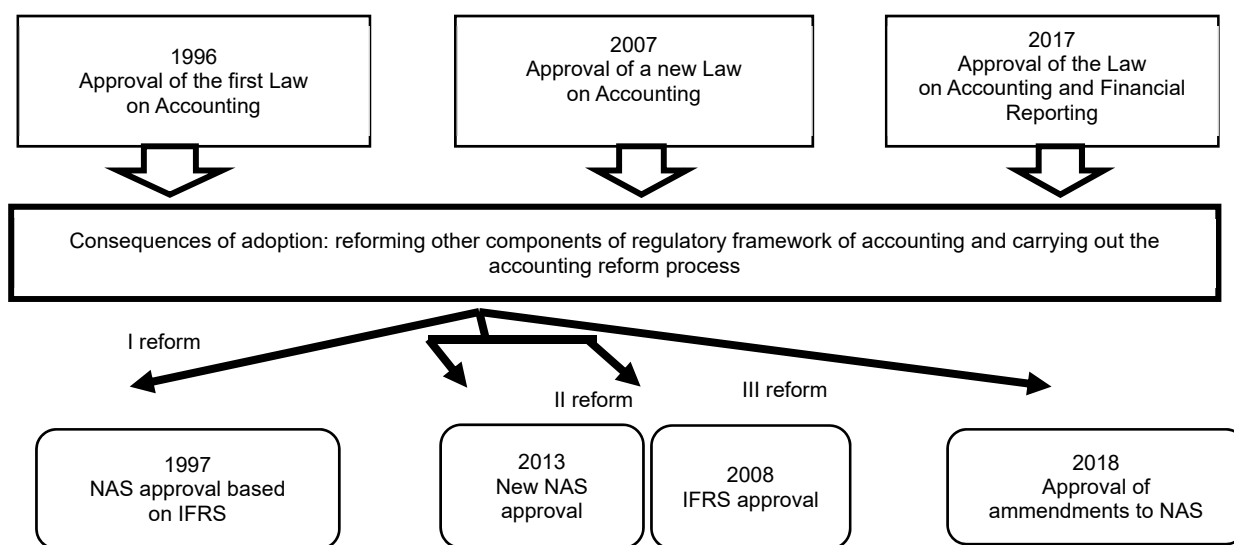 1996
Approval of the first Law
on Accounting
2007
Approval of a new Law
on Accounting
2017
Approval of the Law
on Accounting and Financial
Reporting
Consequences of adoption: reforming other components of regulatory framework of accounting and carrying out the
accounting reform process
I reform
II reform
III reform
1997
NAS approval based
on IFRS
2013
New NAS
approval
2008
IFRS approval
2018
Approval of
ammendments to NAS